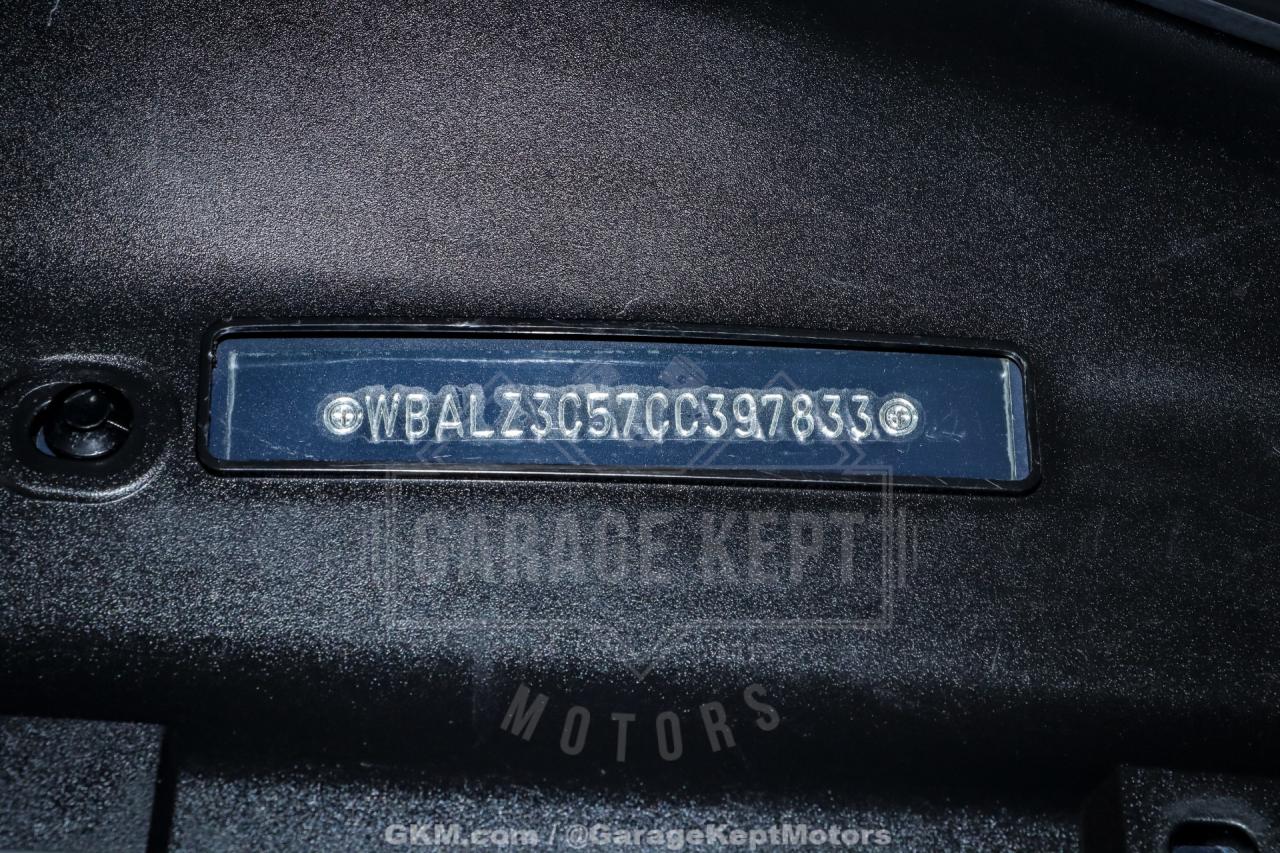 WBALZ3C57CC397833
GARAGE KEPT
MOTORS
GKM.com / @GarageKeptMotors